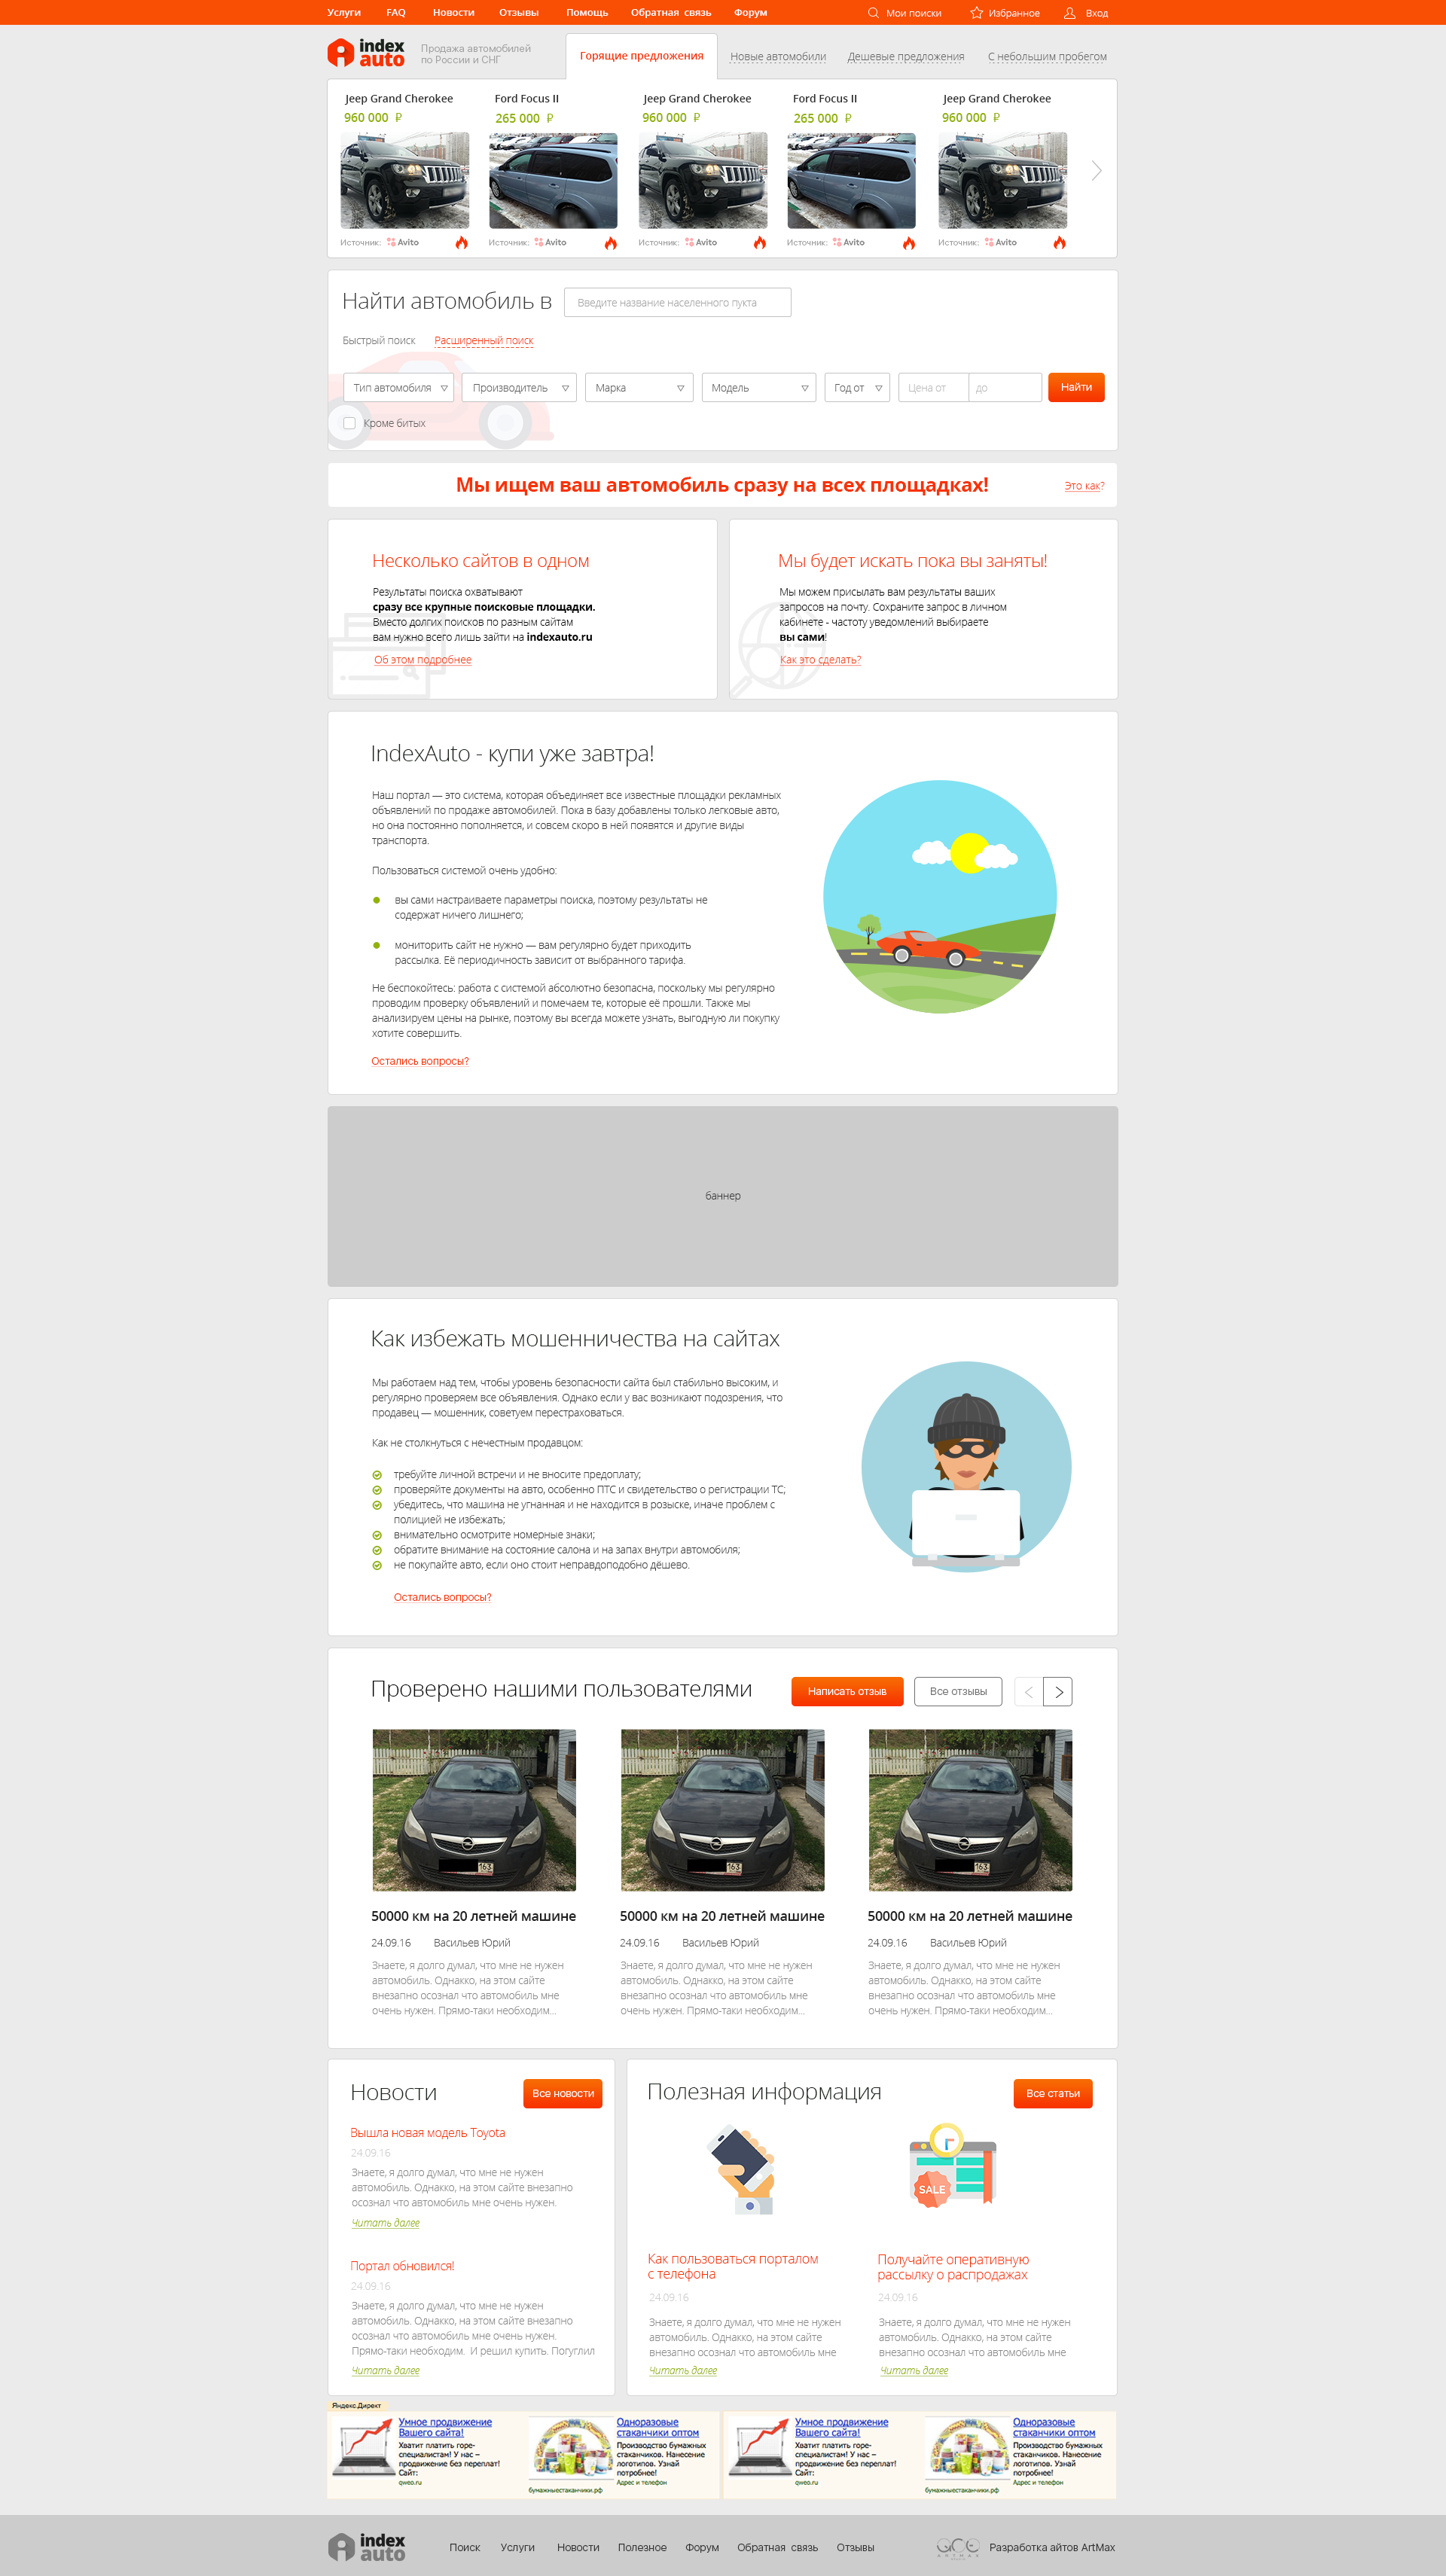 Услуги FAQ Новости Отзывы Помощь Обратная связь Форум Мои поиски Избранное Вход
index auto
Продажа автомобилей
по России и СНГ
Горящие предложения Новые автомобили Дешевые предложения С небольшим пробегом
Jeep Grand Cherokee Ford Focus II Jeep Grand Cherokee Ford Focus II Jeep Grand Cherokee
960 000 ₽ 265 000 ₽ 960 000 ₽ 265 000 ₽ 960 000 ₽
Источник: Avito Источник: Avito Источник: Avito Источник: Avito Источник: Avito
Найти автомобиль в Введите название населенного пукта
Быстрый поиск Расширенный поиск
Тип автомобиля Производитель Марка Модель Год от Цена от до Найти
Кроме битых
Мы ищем ваш автомобиль сразу на всех площадках! Это как?
Несколько сайтов в одном
Результаты поиска охватывают
сразу все крупные поисковые площадки.
Вместо долгих поисков по разным сайтам
вам нужно всего лишь зайти на indexauto.ru
Об этом подробнее
Мы будет искать пока вы заняты!
Мы можем присылать вам результаты ваших
запросов на почту. Сохраните запрос в личном
кабинете - частоту уведомлений выбираете
вы сами!
Как это сделать?
IndexAuto - купи уже завтра!
Наш портал — это система, которая объединяет все известные площадки рекламных
объявлений по продаже автомобилей. Пока в базу добавлены только легковые авто,
но она постоянно пополняется, и совсем скоро в ней появятся и другие виды
транспорта.
Пользоваться системой очень удобно:
вы сами настраиваете параметры поиска, поэтому результаты не
содержат ничего лишнего;
мониторить сайт не нужно — вам регулярно будет приходить
рассылка. Её периодичность зависит от выбранного тарифа.
Не беспокойтесь: работа с системой абсолютно безопасна, поскольку мы регулярно
проводим проверку объявлений и помечаем те, которые её прошли. Также мы
анализируем цены на рынке, поэтому вы всегда можете узнать, выгодную ли покупку
хотите совершить.
Остались вопросы?
баннер
Как избежать мошенничества на сайтах
Мы работаем над тем, чтобы уровень безопасности сайта был стабильно высоким, и
регулярно проверяем все объявления. Однако если у вас возникают подозрения, что
продавец — мошенник, советуем перестраховаться.
Как не столкнуться с нечестным продавцом:
требуйте личной встречи и не вносите предоплату;
проверяйте документы на авто, особенно ПТС и свидетельство о регистрации ТС;
убедитесь, что машина не угнанная и не находится в розыске, иначе проблем с
полицией не избежать;
внимательно осмотрите номерные знаки;
обратите внимание на состояние салона и на запах внутри автомобиля;
не покупайте авто, если оно стоит неправдоподобно дёшево.
Остались вопросы?
Проверено нашими пользователями Написать отзыв Все отзывы
163 163 163
50000 км на 20 летней машине 50000 км на 20 летней машине 50000 км на 20 летней машине
24.09.16 Васильев Юрий 24.09.16 Васильев Юрий 24.09.16 Васильев Юрий
Знаете, я долго думал, что мне не нужен Знаете, я долго думал, что мне не нужен Знаете, я долго думал, что мне не нужен
автомобиль. Однакко, на этом сайте автомобиль. Однакко, на этом сайте автомобиль. Однакко, на этом сайте
внезапно осознал что автомобиль мне внезапно осознал что автомобиль мне внезапно осознал что автомобиль мне
очень нужен. Прямо-таки необходим... очень нужен. Прямо-таки необходим... очень нужен. Прямо-таки необходим...
Новости Все новости
Вышла новая модель Toyota
24.09.16
Знаете, я долго думал, что мне не нужен
автомобиль. Однакко, на этом сайте внезапно
осознал что автомобиль мне очень нужен.
Читать далее
Портал обновился!
24.09.16
Знаете, я долго думал, что мне не нужен
автомобиль. Однакко, на этом сайте внезапно
осознал что автомобиль мне очень нужен.
Прямо-таки необходим. И решил купить. Погуглил
Читать далее
Полезная информация Все статьи
SALE
Как пользоваться порталом
с телефона
24.09.16
Знаете, я долго думал, что мне не нужен
автомобиль. Однакко, на этом сайте
внезапно осознал что автомобиль мне
Читать далее
Получайте оперативную
рассылку о распродажах
24.09.16
Знаете, я долго думал, что мне не нужен
автомобиль. Однакко, на этом сайте
внезапно осознал что автомобиль мне
Читать далее
Яндекс.Директ
Умное продвижение
Вашего сайта!
Хватит платить горе-
специалистам! У нас –
продвижение без переплат!
Сайт:
qweo.ru
Одноразовые
стаканчики оптом
Производство бумажных
стаканчиков. Нанесение
логотипов. Узнай
потробнее!
Адрес и телефон
бумажныестаканчики.рф
Умное продвижение
Вашего сайта!
Хватит платить горе-
специалистам! У нас –
продвижение без переплат!
Сайт:
qweo.ru
Одноразовые
стаканчики оптом
Производство бумажных
стаканчиков. Нанесение
логотипов. Узнай
потробнее!
Адрес и телефон
бумажныестаканчики.рф
index auto Поиск Услуги Новости Полезное Форум Обратная связь Отзывы Разработка айтов ArtMax